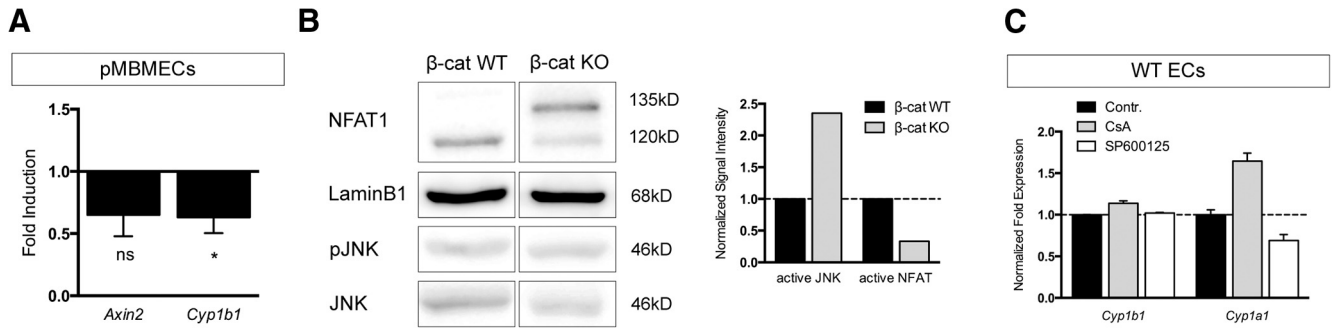 A
pMBMECs
Fold Induction
1.5
1.0
0.5
0.0
ns
*
Axin2
Cyp1b1
B
β-cat WT
β-cat KO
NFAT1
135kD
120kD
LaminB1
68kD
pJNK
46kD
JNK
46kD
Normalized Signal Intensity
2.5
2.0
1.5
1.0
0.5
0.0
β-cat WT
β-cat KO
active JNK
active NFAT
C
WT ECs
Normalized Fold Expression
2.0
1.5
1.0
0.5
0.0
Contr.
CsA
SP600125
Cyp1b1
Cyp1a1